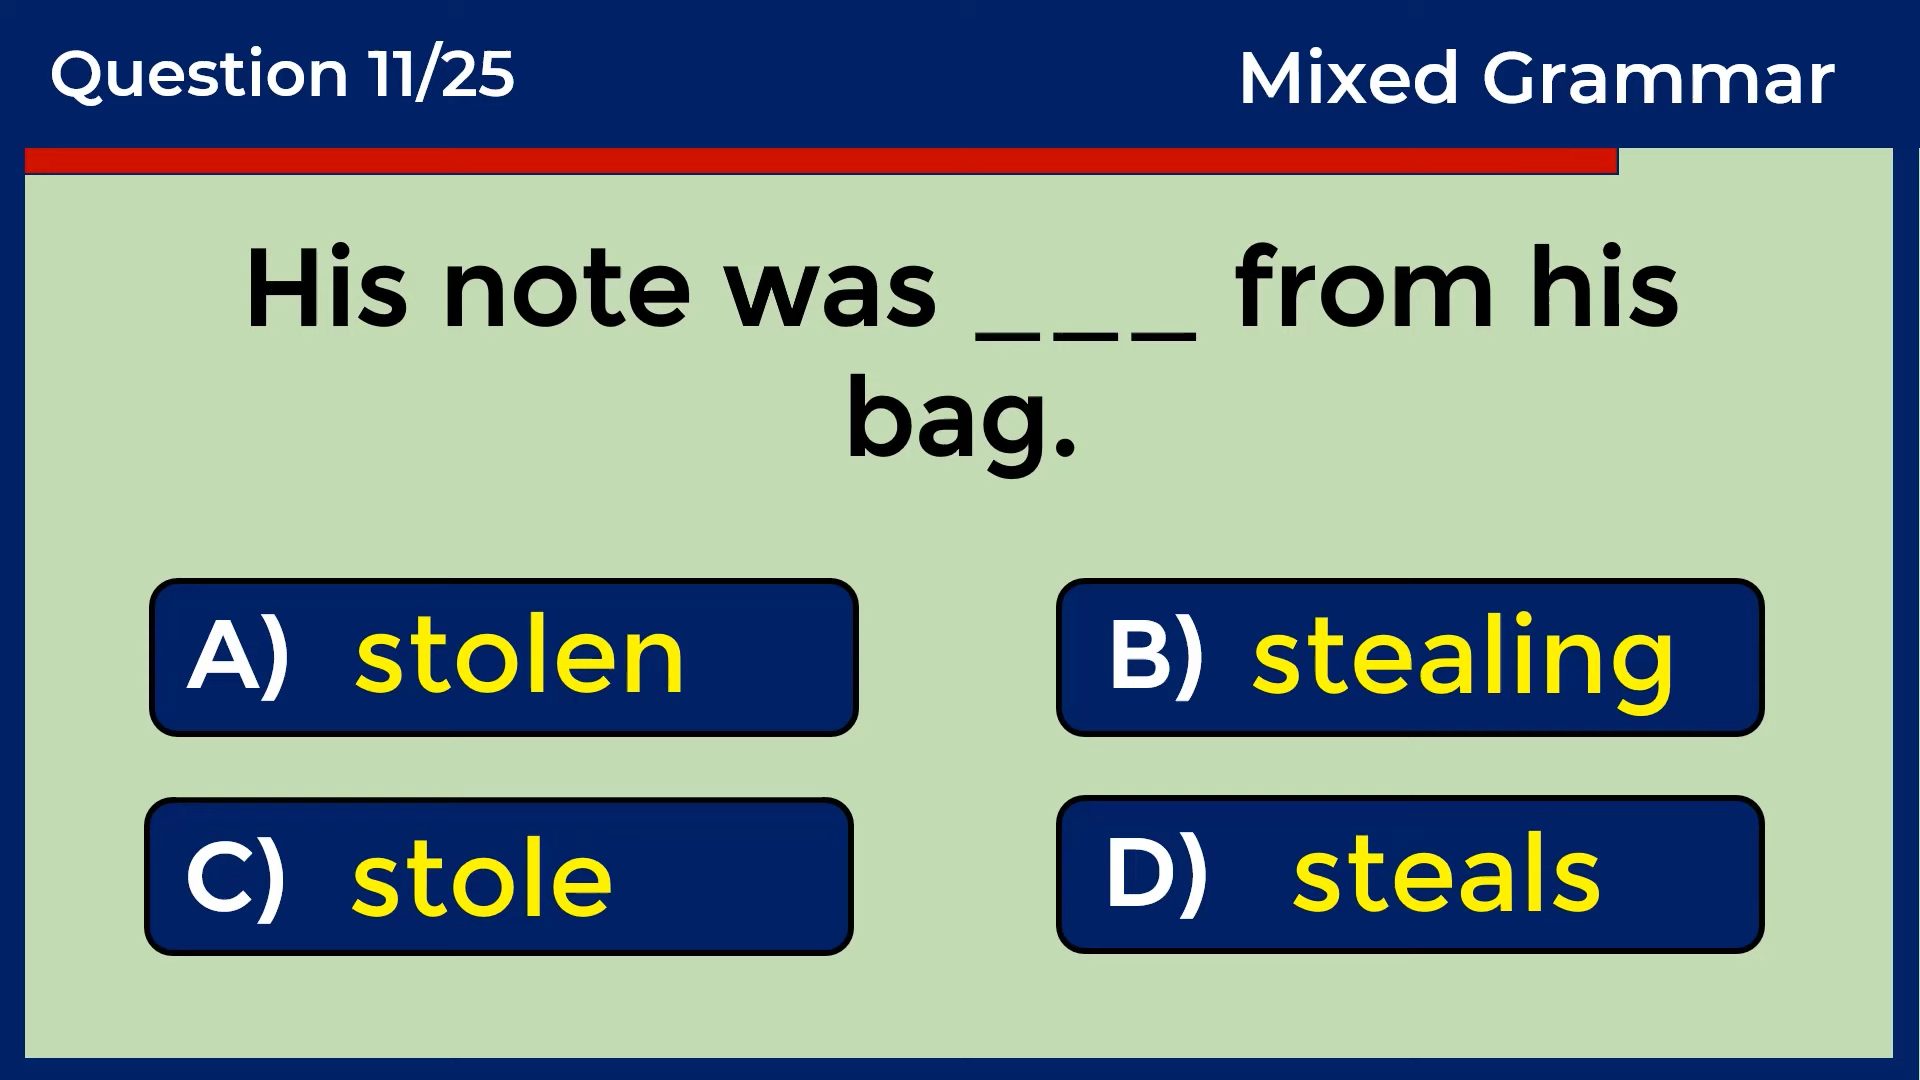 Question 11/25
Mixed Grammar
His note was ___ from his
bag.
A) stolen
B) stealing
C) stole
D) steals